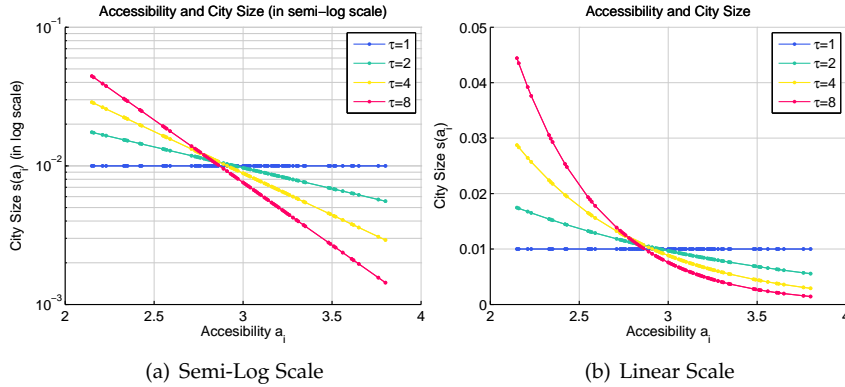 Accessibility and City Size (in semi−log scale)
10⁻¹
10⁻²
10⁻³
City Size s(a_i) (in log scale)
τ=1
τ=2
τ=4
τ=8
2 2.5 3 3.5 4
Accesibility a_i
(a) Semi-Log Scale
Accessibility and City Size
0.05
0.04
0.03
0.02
0.01
0
City Size s(a_i)
τ=1
τ=2
τ=4
τ=8
2 2.5 3 3.5 4
Accesibility a_i
(b) Linear Scale